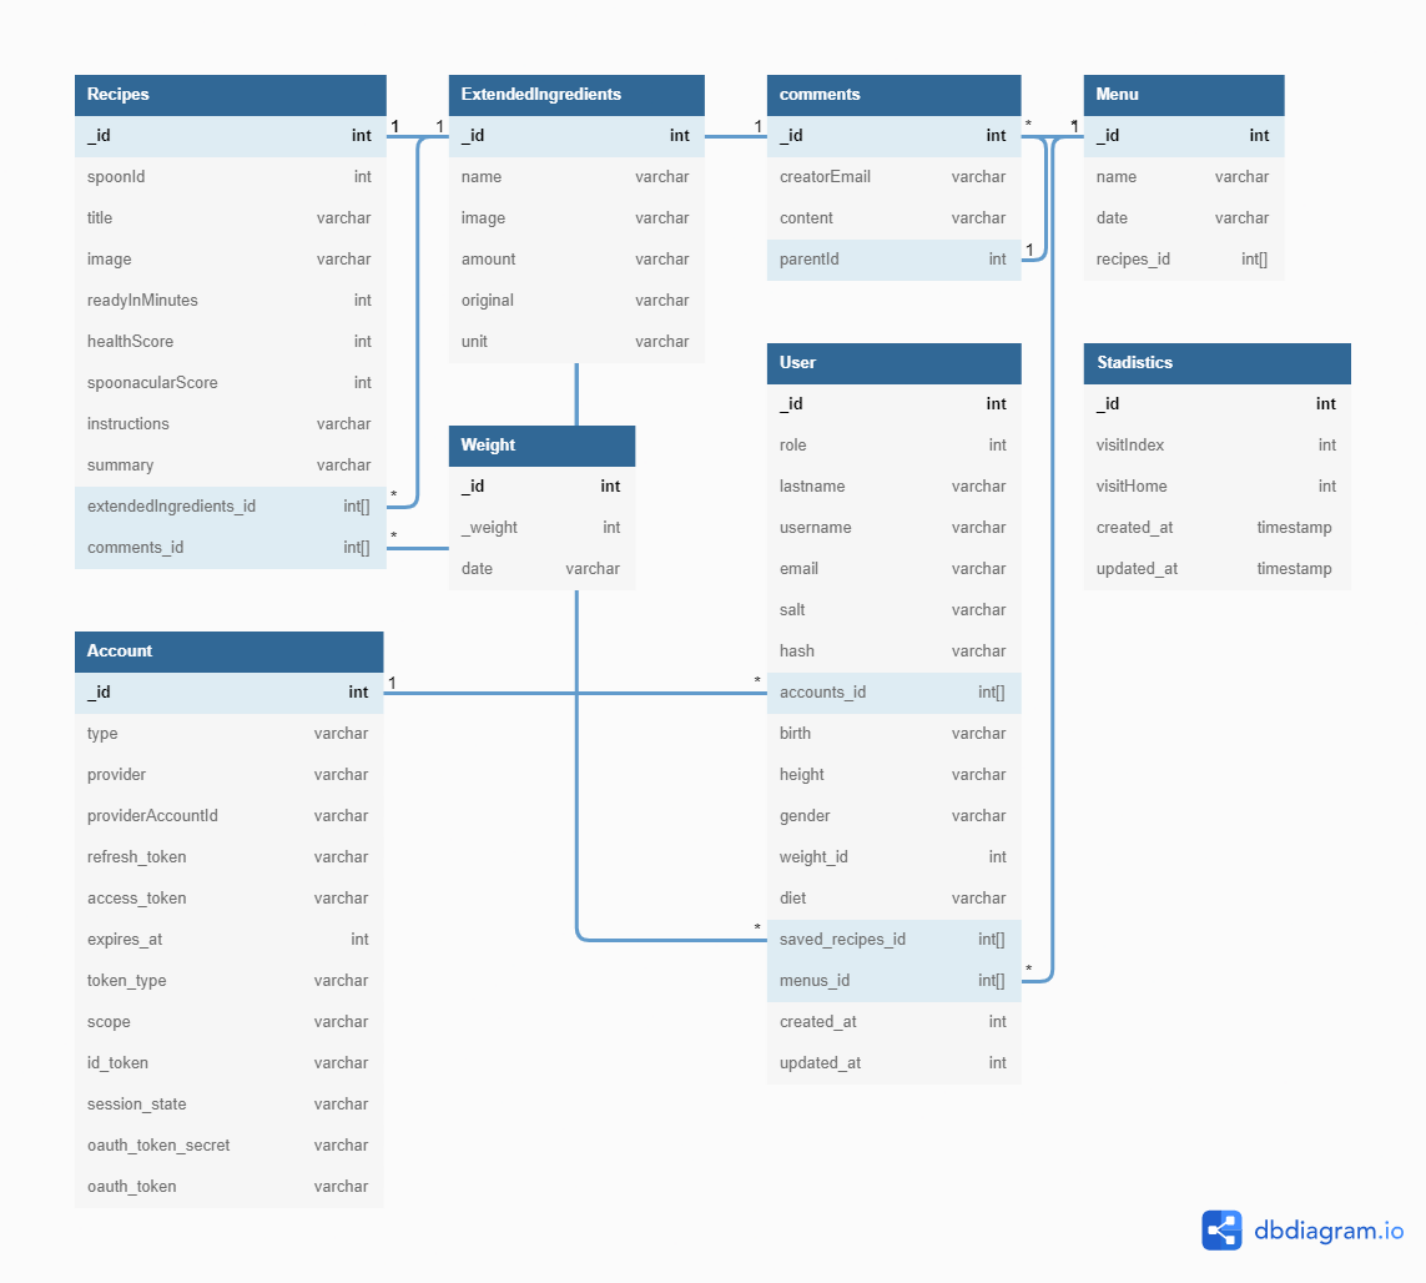 Recipes
_id int
spoonId int
title varchar
image varchar
readyInMinutes int
healthScore int
spoonacularScore int
instructions varchar
summary varchar
extendedIngredients_id int[]
comments_id int[]
1
*
*
ExtendedIngredients
_id int
name varchar
image varchar
amount varchar
original varchar
unit varchar
1
comments
_id int
creatorEmail varchar
content varchar
parentId int
1
*
1
Menu
_id int
name varchar
date varchar
recipes_id int[]
1
Weight
_id int
_weight int
date varchar
User
_id int
role int
lastname varchar
username varchar
email varchar
salt varchar
hash varchar
accounts_id int[]
birth varchar
height varchar
gender varchar
weight_id int
diet varchar
saved_recipes_id int[]
menus_id int[]
created_at int
updated_at int
*
*
*
Stadistics
_id int
visitIndex int
visitHome int
created_at timestamp
updated_at timestamp
Account
_id int
type varchar
provider varchar
providerAccountId varchar
refresh_token varchar
access_token varchar
expires_at int
token_type varchar
scope varchar
id_token varchar
session_state varchar
oauth_token_secret varchar
oauth_token varchar
1
dbdiagram.io